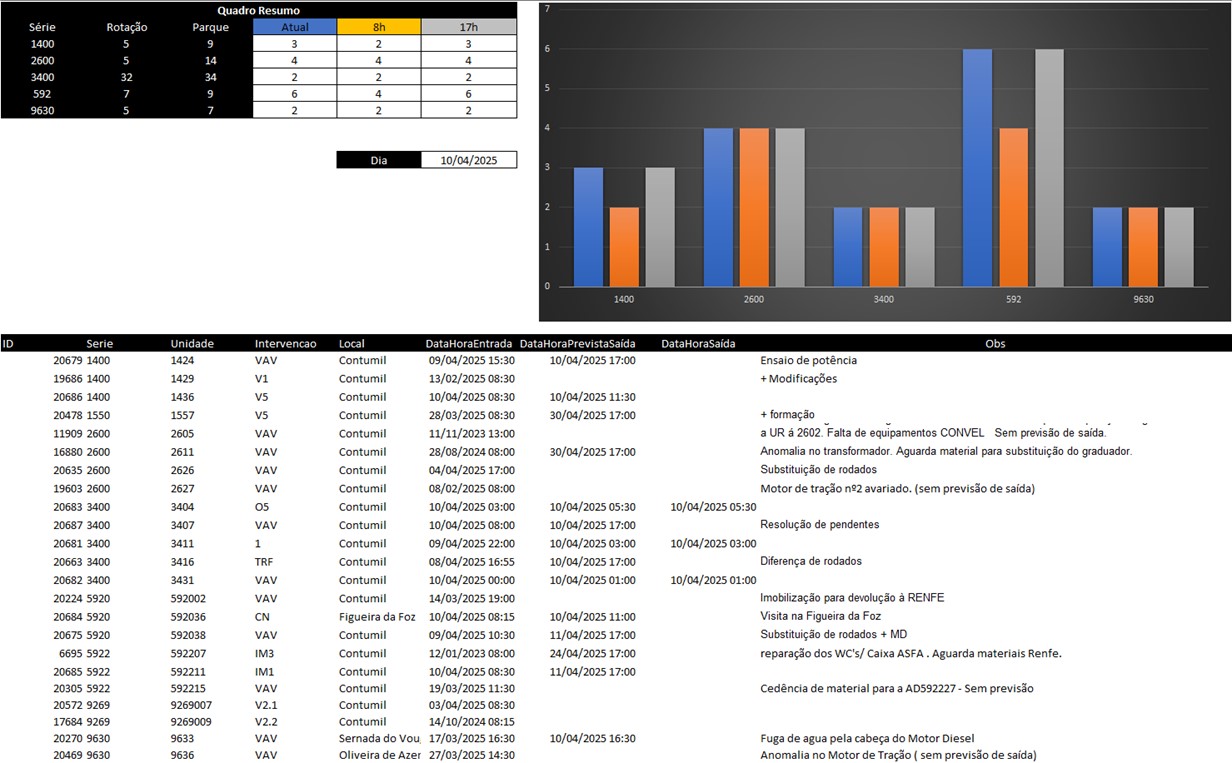 Quadro Resumo
Série Rotação Parque Atual 8h 17h
1400 5 9 3 2 3
2600 5 14 4 4 4
3400 32 34 2 2 2
592 7 9 6 4 6
9630 5 7 2 2 2
Dia 10/04/2025
7
6
5
4
3
2
1
0
1400 2600 3400 592 9630
ID Serie Unidade Intervencao Local DataHoraEntrada DataHoraPrevistaSaída DataHoraSaída Obs
20679 1400 1424 VAV Contumil 09/04/2025 15:30 10/04/2025 17:00 Ensaio de potência
19686 1400 1429 V1 Contumil 13/02/2025 08:30 + Modificações
20686 1400 1436 V5 Contumil 10/04/2025 08:30 10/04/2025 11:30
20478 1550 1557 V5 Contumil 28/03/2025 08:30 30/04/2025 17:00 + formação
11909 2600 2605 VAV Contumil 11/11/2023 13:00 a UR á 2602. Falta de equipamentos CONVEL Sem previsão de saída.
16880 2600 2611 VAV Contumil 28/08/2024 08:00 30/04/2025 17:00 Anomalia no transformador. Aguarda material para substituição do graduador.
20635 2600 2626 VAV Contumil 04/04/2025 17:00 Substituição de rodados
19603 2600 2627 VAV Contumil 08/02/2025 08:00 Motor de tração nº2 avariado. (sem previsão de saída)
20683 3400 3404 O5 Contumil 10/04/2025 03:00 10/04/2025 05:30 10/04/2025 05:30
20687 3400 3407 VAV Contumil 10/04/2025 08:00 10/04/2025 17:00 Resolução de pendentes
20681 3400 3411 1 Contumil 09/04/2025 22:00 10/04/2025 03:00 10/04/2025 03:00
20663 3400 3416 TRF Contumil 08/04/2025 16:55 10/04/2025 17:00 Diferença de rodados
20682 3400 3431 VAV Contumil 10/04/2025 00:00 10/04/2025 01:00 10/04/2025 01:00
20224 5920 592002 VAV Contumil 14/03/2025 19:00 Imobilização para devolução à RENFE
20684 5920 592036 CN Figueira da Foz 10/04/2025 08:15 10/04/2025 11:00 Visita na Figueira da Foz
20675 5920 592038 VAV Contumil 09/04/2025 10:30 11/04/2025 17:00 Substituição de rodados + MD
6695 5922 592207 IM3 Contumil 12/01/2023 08:00 24/04/2025 17:00 reparação dos WC's/ Caixa ASFA . Aguarda materiais Renfe.
20685 5922 592211 IM1 Contumil 10/04/2025 08:30 11/04/2025 17:00
20305 5922 592215 VAV Contumil 19/03/2025 11:30 Cedência de material para a AD592227 - Sem previsão
20572 9269 9269007 V2.1 Contumil 03/04/2025 08:30
17684 9269 9269009 V2.2 Contumil 14/10/2024 08:15
20270 9630 9633 VAV Sernada do Vou 17/03/2025 16:30 10/04/2025 16:30 Fuga de agua pela cabeça do Motor Diesel
20469 9630 9636 VAV Oliveira de Azer 27/03/2025 14:30 Anomalia no Motor de Tração ( sem previsão de saída)